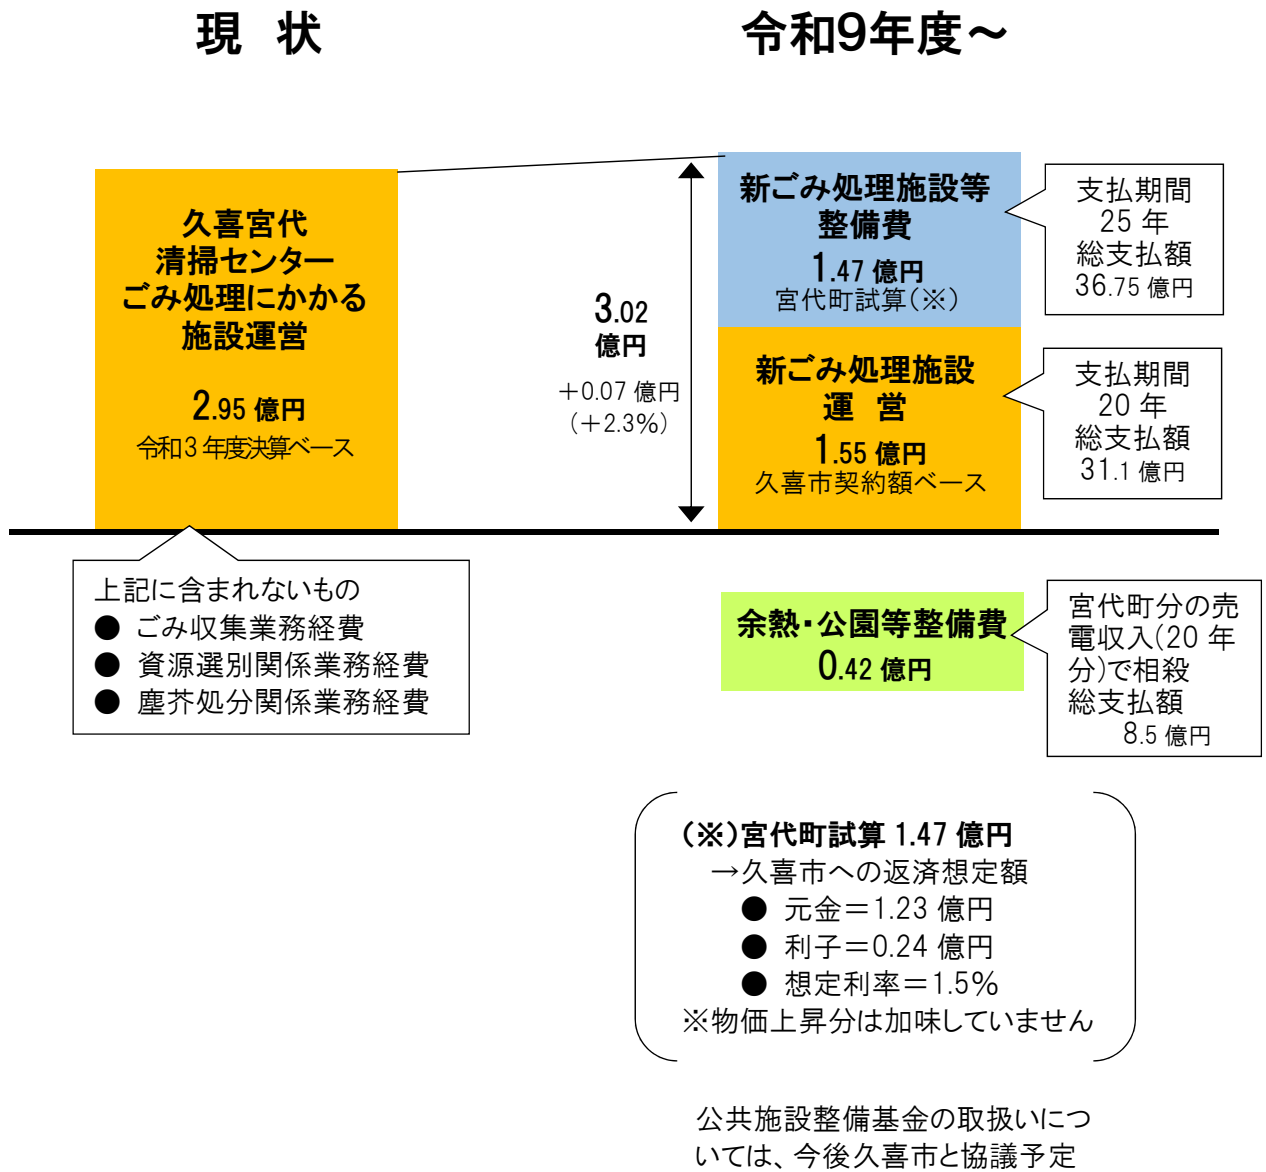 現 状
令和9年度～
久喜宮代
清掃センター
ごみ処理にかかる
施設運営
2.95 億円
令和3年度決算ベース
3.02
億円
＋0.07 億円
（＋2.3％）
新ごみ処理施設等
整備費
1.47 億円
宮代町試算（※）
支払期間
25 年
総支払額
36.75 億円
新ごみ処理施設
運 営
1.55 億円
久喜市契約額ベース
支払期間
20 年
総支払額
31.1 億円
上記に含まれないもの
● ごみ収集業務経費
● 資源選別関係業務経費
● 塵芥処分関係業務経費
余熱・公園等整備費
0.42 億円
宮代町分の売
電収入（20 年
分）で相殺
総支払額
8.5 億円
（※）宮代町試算 1.47 億円
→久喜市への返済想定額
● 元金＝1.23 億円
● 利子＝0.24 億円
● 想定利率＝1.5％
※物価上昇分は加味していません
公共施設整備基金の取扱いにつ
いては、今後久喜市と協議予定